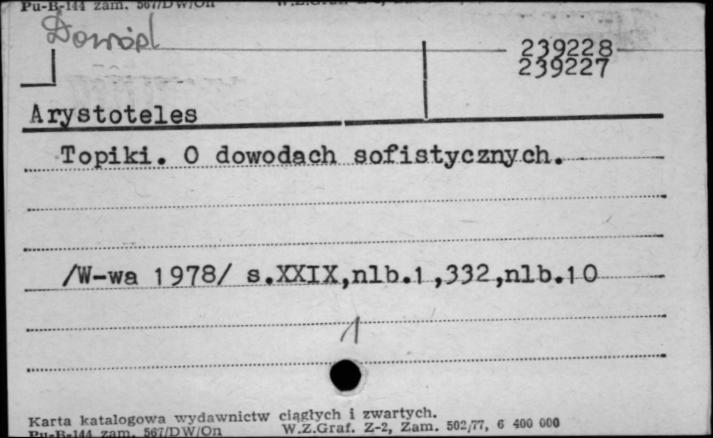 Pu-B-144 zam. 567/DW/On
Dowód
239228
239227
Arystoteles
Topiki. O dowodach sofistycznych.
/W-wa 1978/ s.XXIX,nlb.1,332,nlb.10
1
Karta katalogowa wydawnictw ciągłych i zwartych.
Pu-B-144 zam. 567/DW/On W.Z.Graf. Z-2, Zam. 502/77, 6 400 000